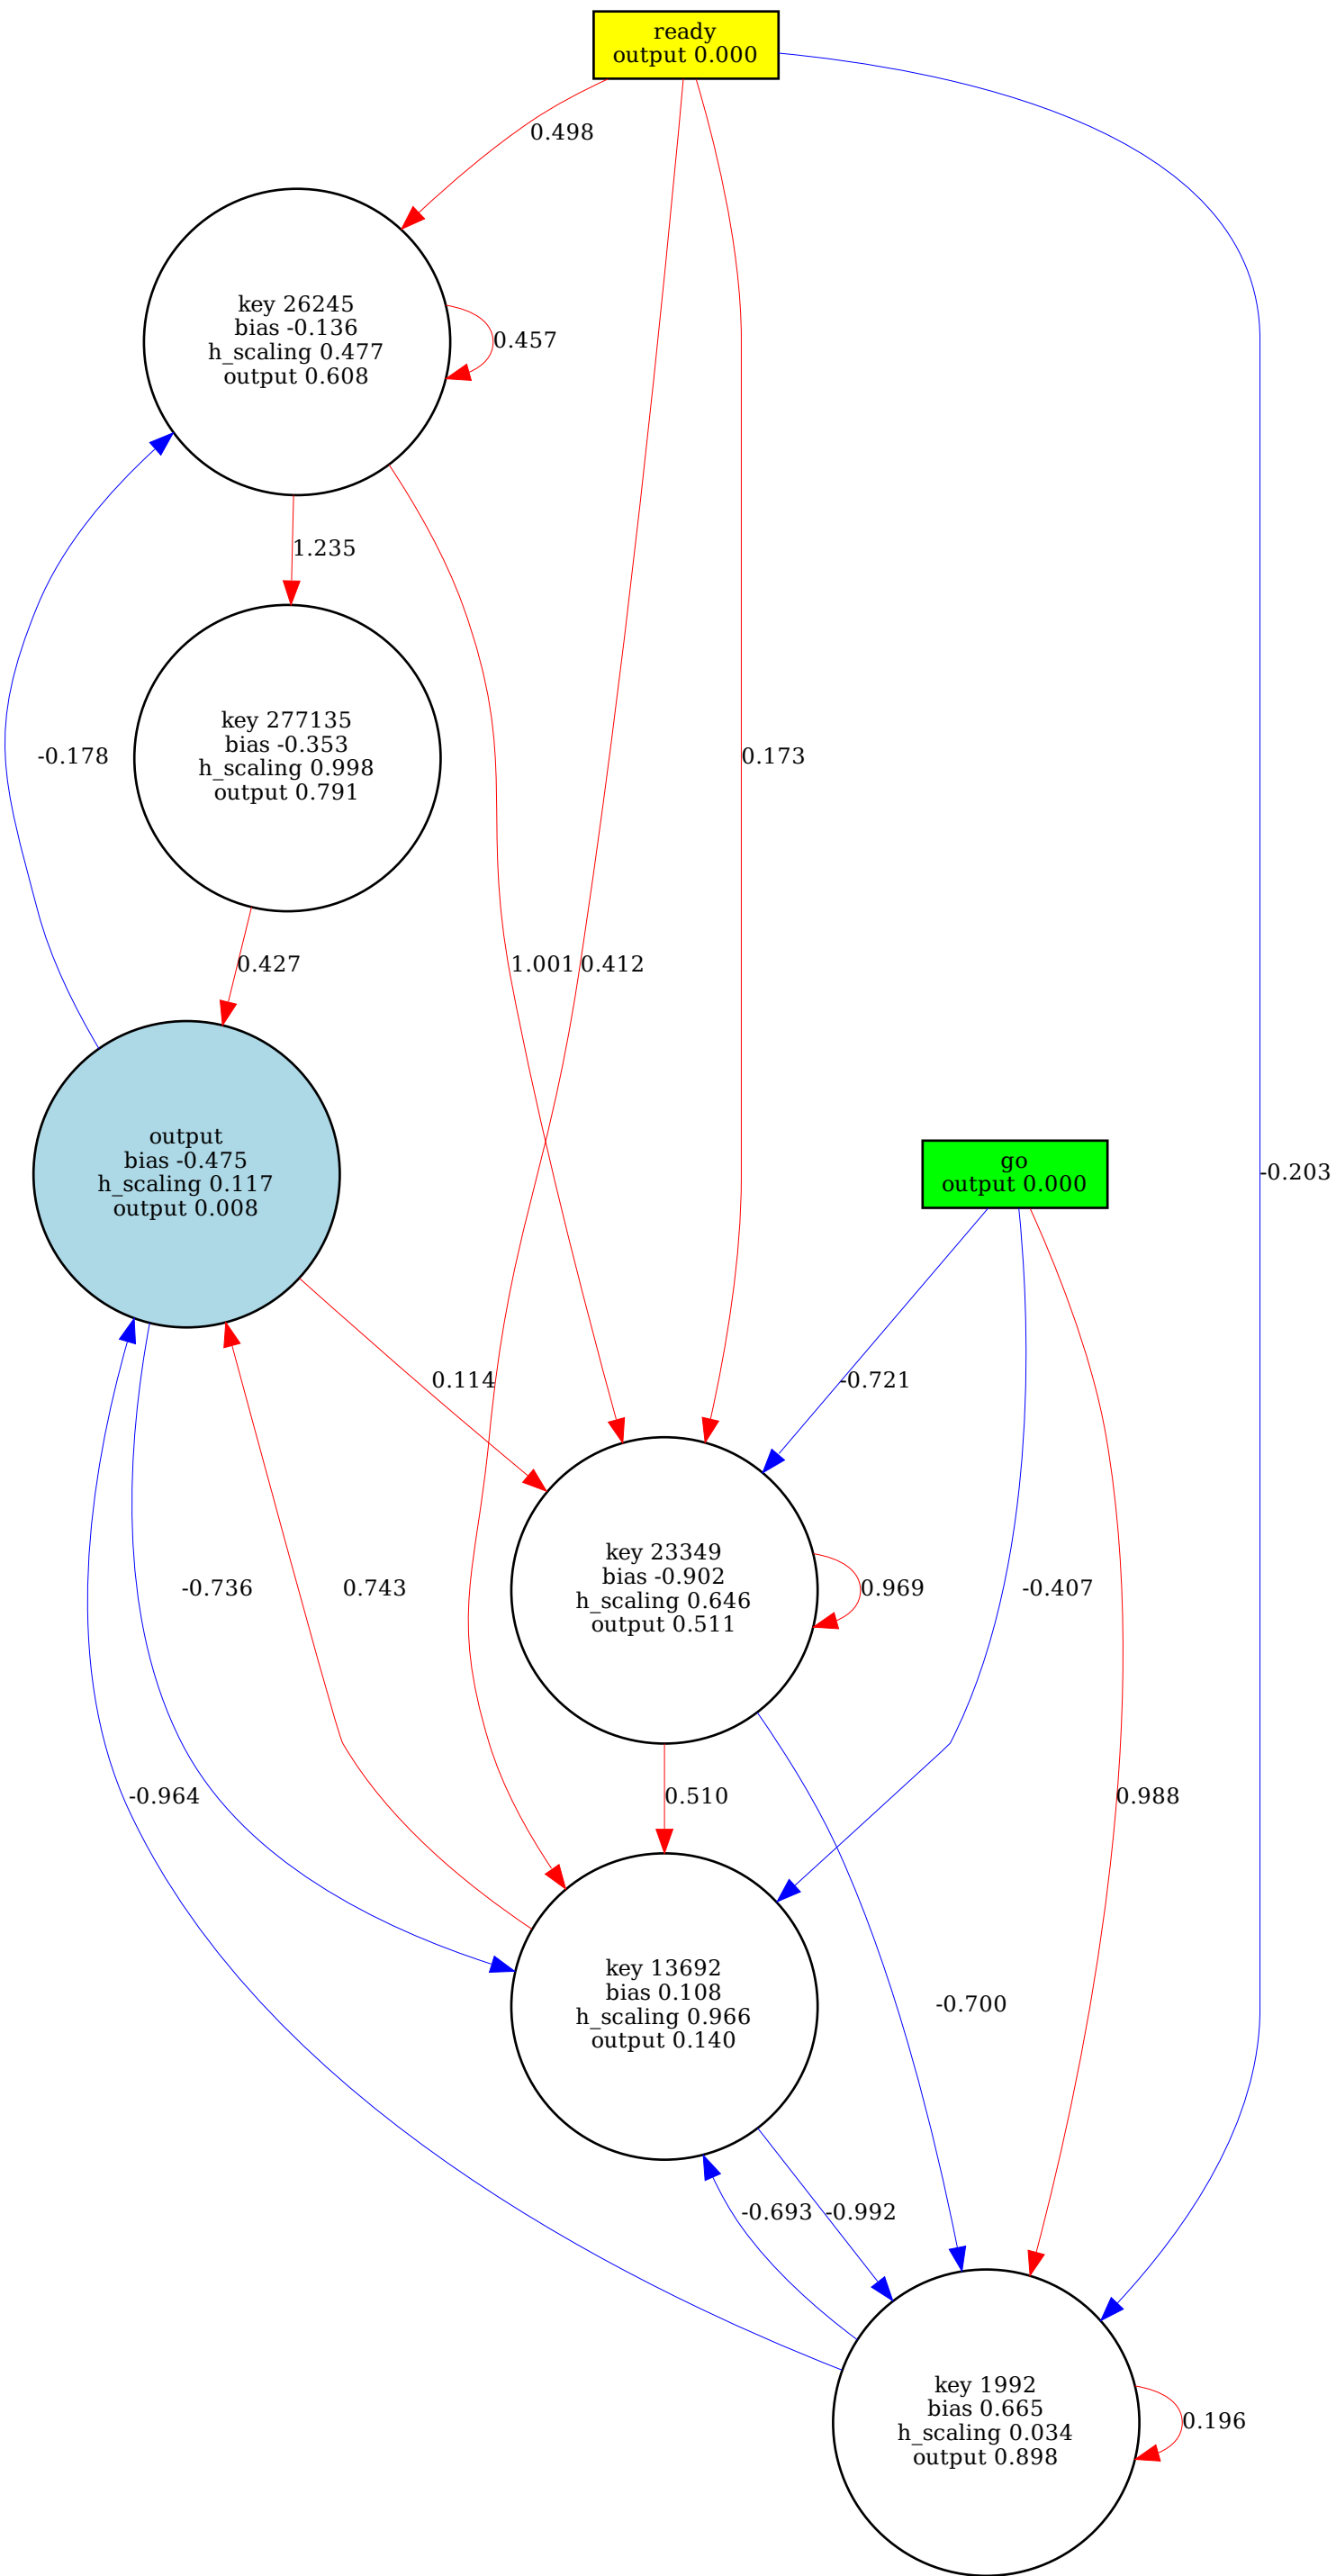 ready
output 0.000
0.498
key 26245
bias -0.136
h_scaling 0.477
output 0.608
0.457
1.235
key 277135
bias -0.353
h_scaling 0.998
output 0.791
-0.178
0.173
0.427
1.001
0.412
output
bias -0.475
h_scaling 0.117
output 0.008
go
output 0.000
-0.203
0.114
-0.721
key 23349
bias -0.902
h_scaling 0.646
output 0.511
-0.736
0.743
0.969
-0.407
-0.964
0.510
0.988
key 13692
bias 0.108
h_scaling 0.966
output 0.140
-0.700
-0.693
-0.992
key 1992
bias 0.665
h_scaling 0.034
output 0.898
0.196